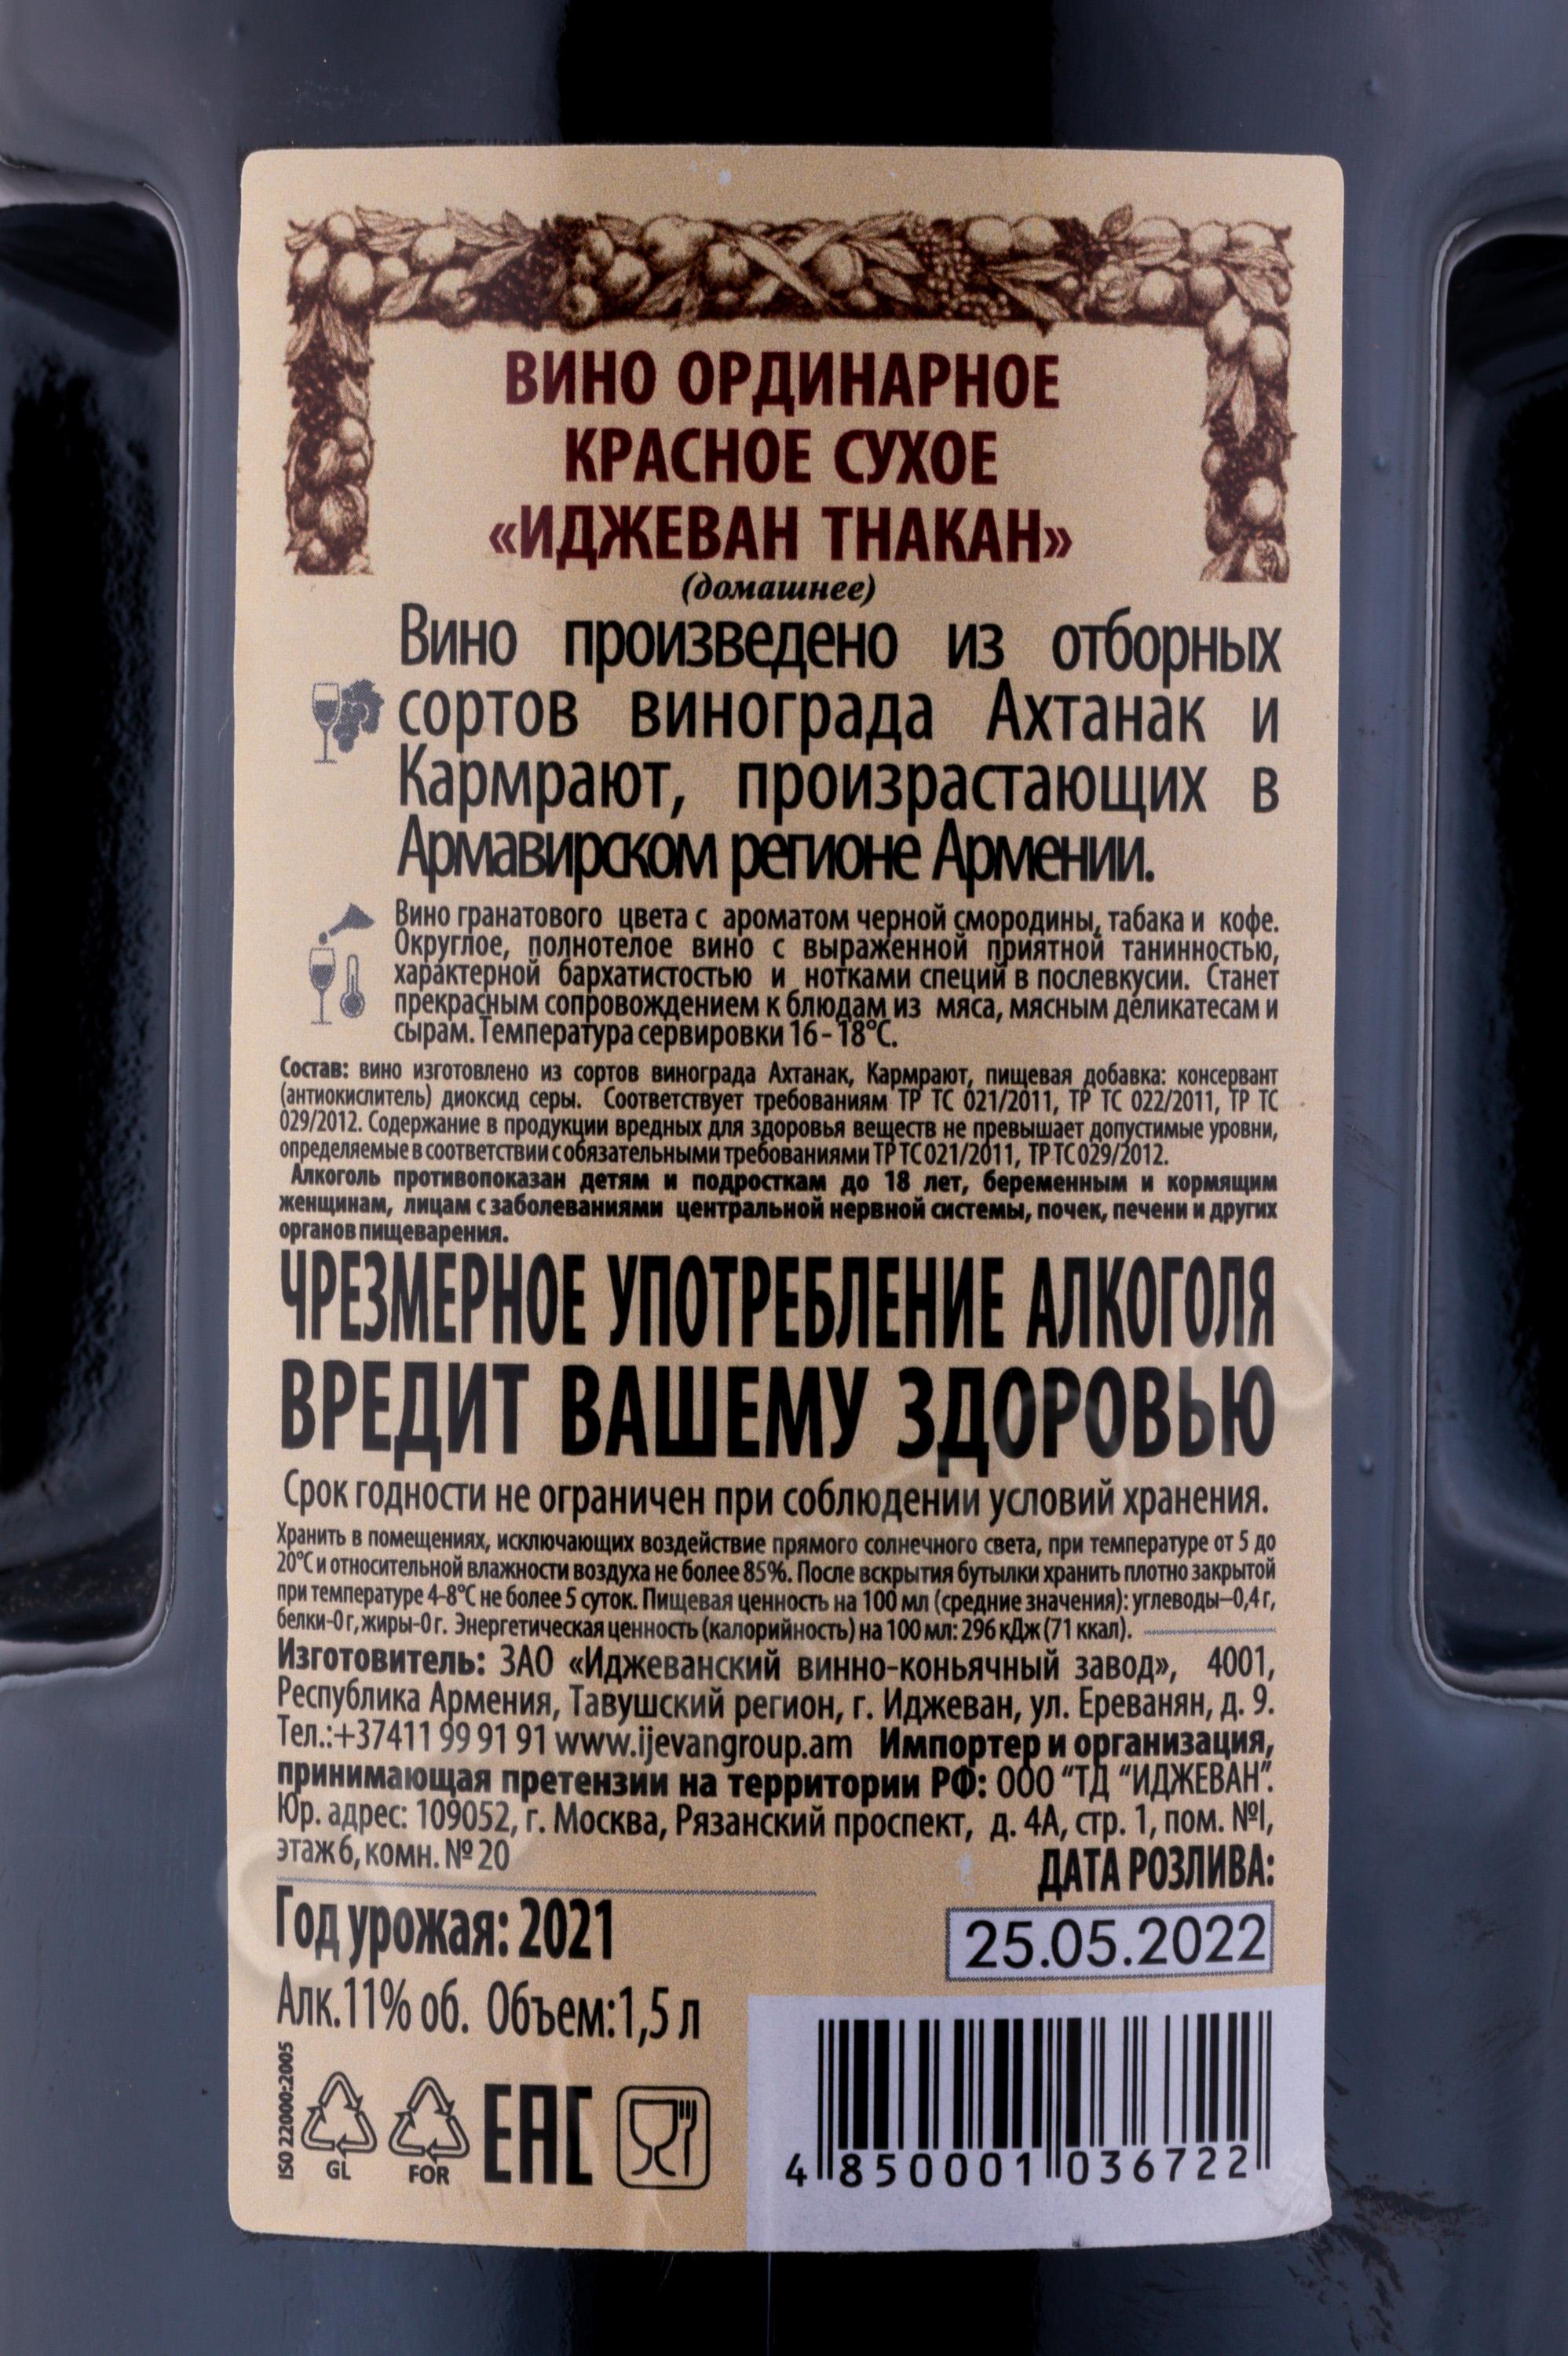 ВИНО ОРДИНАРНОЕ
КРАСНОЕ СУХОЕ
«ИДЖЕВАН ТНАКАН»
(домашнее)
Вино произведено из отборных
сортов винограда Ахтанак и
Кармрают, произрастающих в
Армавирском регионе Армении.
Вино гранатового цвета с ароматом черной смородины, табака и кофе.
Округлое, полнотелое вино с выраженной приятной танинностью,
характерной бархатистостью и нотками специй в послевкусии. Станет
прекрасным сопровождением к блюдам из мяса, мясным деликатесам и
сырам. Температура сервировки 16-18°С.
Состав: вино изготовлено из сортов винограда Ахтанак, Кармрают, пищевая добавка: консервант
(антиокислитель) диоксид серы. Соответствует требованиям ТР ТС 021/2011, ТР ТС 022/2011, ТР ТС
029/2012. Содержание в продукции вредных для здоровья веществ не превышает допустимые уровни,
определяемые в соответствии с обязательными требованиями ТР ТС 021/2011, ТР ТС 029/2012.
Алкоголь противопоказан детям и подросткам до 18 лет, беременным и кормящим
женщинам, лицам с заболеваниями центральной нервной системы, почек, печени и других
органов пищеварения.
ЧРЕЗМЕРНОЕ УПОТРЕБЛЕНИЕ АЛКОГОЛЯ
ВРЕДИТ ВАШЕМУ ЗДОРОВЬЮ
Срок годности не ограничен при соблюдении условий хранения.
Хранить в помещениях, исключающих воздействие прямого солнечного света, при температуре от 5 до
20°С и относительной влажности воздуха не более 85%. После вскрытия бутылки хранить плотно закрытой
при температуре 4-8°С не более 5 суток. Пищевая ценность на 100 мл (средние значения): углеводы–0,4 г,
белки-0 г, жиры-0 г. Энергетическая ценность (калорийность) на 100 мл: 296 кДж (71 ккал).
Изготовитель: ЗАО «Иджеванский винно-коньячный завод», 4001,
Республика Армения, Тавушский регион, г. Иджеван, ул. Ереванян, д. 9.
Тел.:+37411 99 91 91 www.ijevangroup.am Импортер и организация,
принимающая претензии на территории РФ: ООО "ТД "ИДЖЕВАН".
Юр. адрес: 109052, г. Москва, Рязанский проспект, д. 4А, стр. 1, пом. №I,
этаж 6, комн. № 20
ДАТА РОЗЛИВА:
Год урожая: 2021
25.05.2022
Алк.11% об. Объем:1,5 л
ISO 22000:2005
GL
FOR
EAC
4 850001 036722